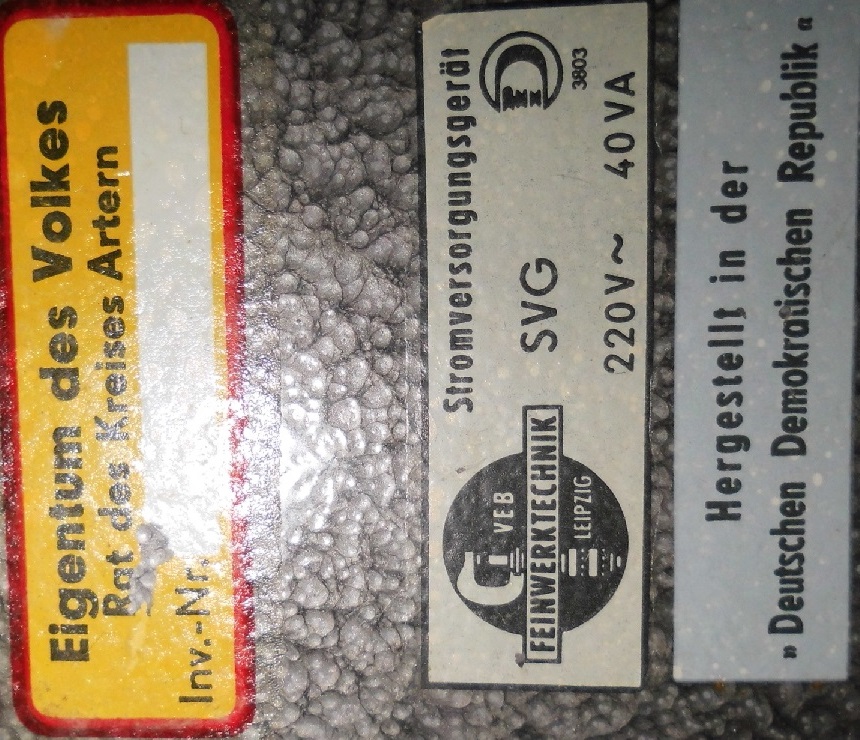 Eigentum des Volkes
Rat des Kreises Artern
Inv.-Nr.
Stromversorgungsgerät
3803
SVG
220V~ 40VA
VEB
FEINWERKTECHNIK
LEIPZIG
Hergestellt in der
»Deutschen Demokratischen Republik«